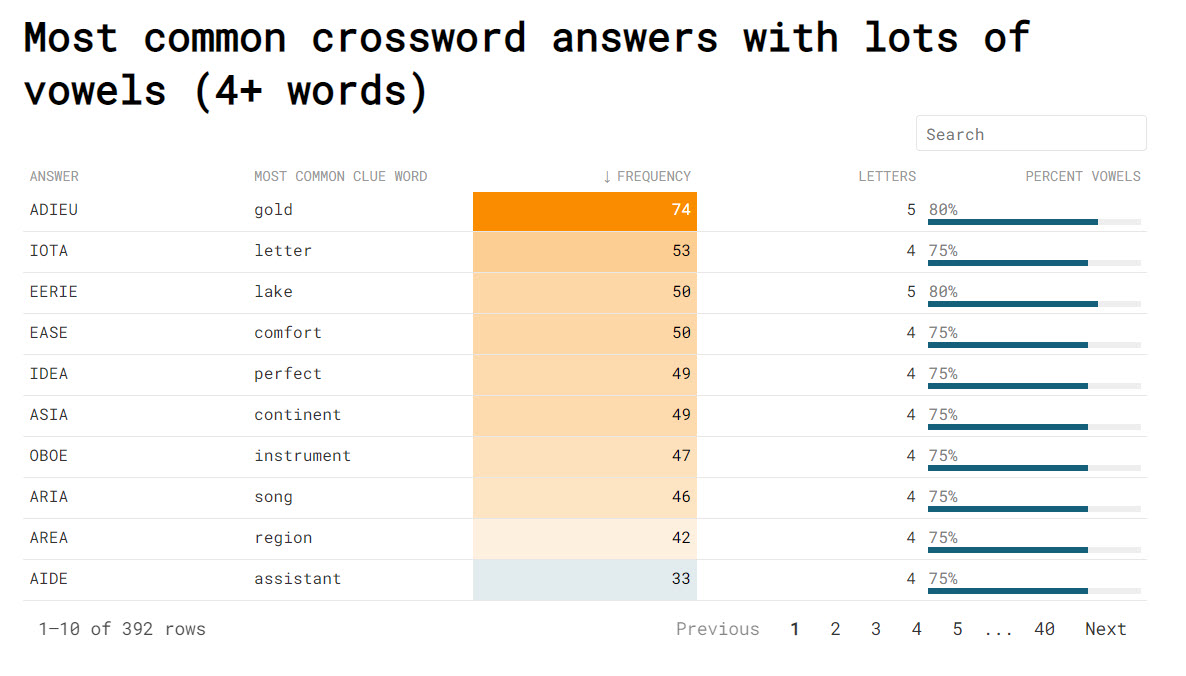 Most common crossword answers with lots of
vowels (4+ words)
Search
ANSWER MOST COMMON CLUE WORD ↓ FREQUENCY LETTERS PERCENT VOWELS
ADIEU gold 74 5 80%
IOTA letter 53 4 75%
EERIE lake 50 5 80%
EASE comfort 50 4 75%
IDEA perfect 49 4 75%
ASIA continent 49 4 75%
OBOE instrument 47 4 75%
ARIA song 46 4 75%
AREA region 42 4 75%
AIDE assistant 33 4 75%
1–10 of 392 rows Previous 1 2 3 4 5 ... 40 Next